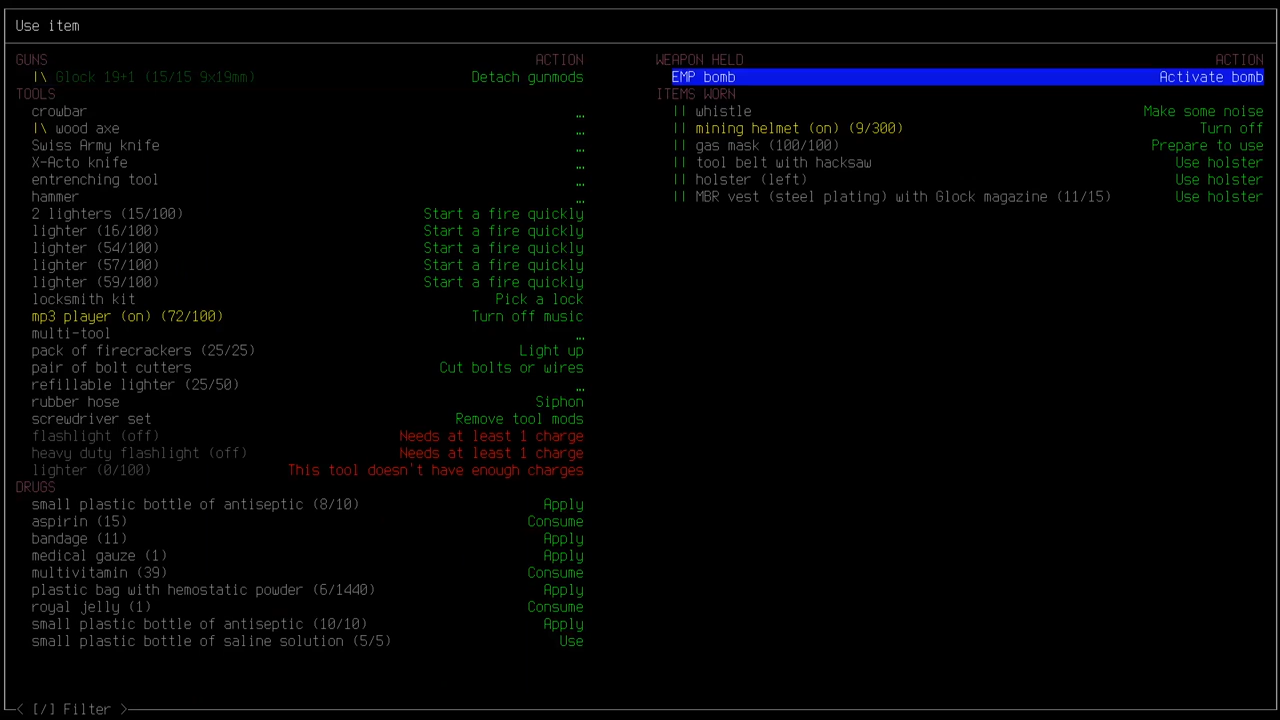 Use item
GUNS ACTION
|\ Glock 19+1 (15/15 9x19mm) Detach gunmods
TOOLS
crowbar …
|\ wood axe …
Swiss Army knife …
X-Acto knife …
entrenching tool …
hammer …
2 lighters (15/100) Start a fire quickly
lighter (16/100) Start a fire quickly
lighter (54/100) Start a fire quickly
lighter (57/100) Start a fire quickly
lighter (59/100) Start a fire quickly
locksmith kit Pick a lock
mp3 player (on) (72/100) Turn off music
multi-tool …
pack of firecrackers (25/25) Light up
pair of bolt cutters Cut bolts or wires
refillable lighter (25/50) …
rubber hose Siphon
screwdriver set Remove tool mods
flashlight (off) Needs at least 1 charge
heavy duty flashlight (off) Needs at least 1 charge
lighter (0/100) This tool doesn't have enough charges
DRUGS
small plastic bottle of antiseptic (8/10) Apply
aspirin (15) Consume
bandage (11) Apply
medical gauze (1) Apply
multivitamin (39) Consume
plastic bag with hemostatic powder (6/1440) Apply
royal jelly (1) Consume
small plastic bottle of antiseptic (10/10) Apply
small plastic bottle of saline solution (5/5) Use
WEAPON HELD ACTION
EMP bomb Activate bomb
ITEMS WORN
|| whistle Make some noise
|| mining helmet (on) (9/300) Turn off
|| gas mask (100/100) Prepare to use
|| tool belt with hacksaw Use holster
|| holster (left) Use holster
|| MBR vest (steel plating) with Glock magazine (11/15) Use holster
< [/] Filter >